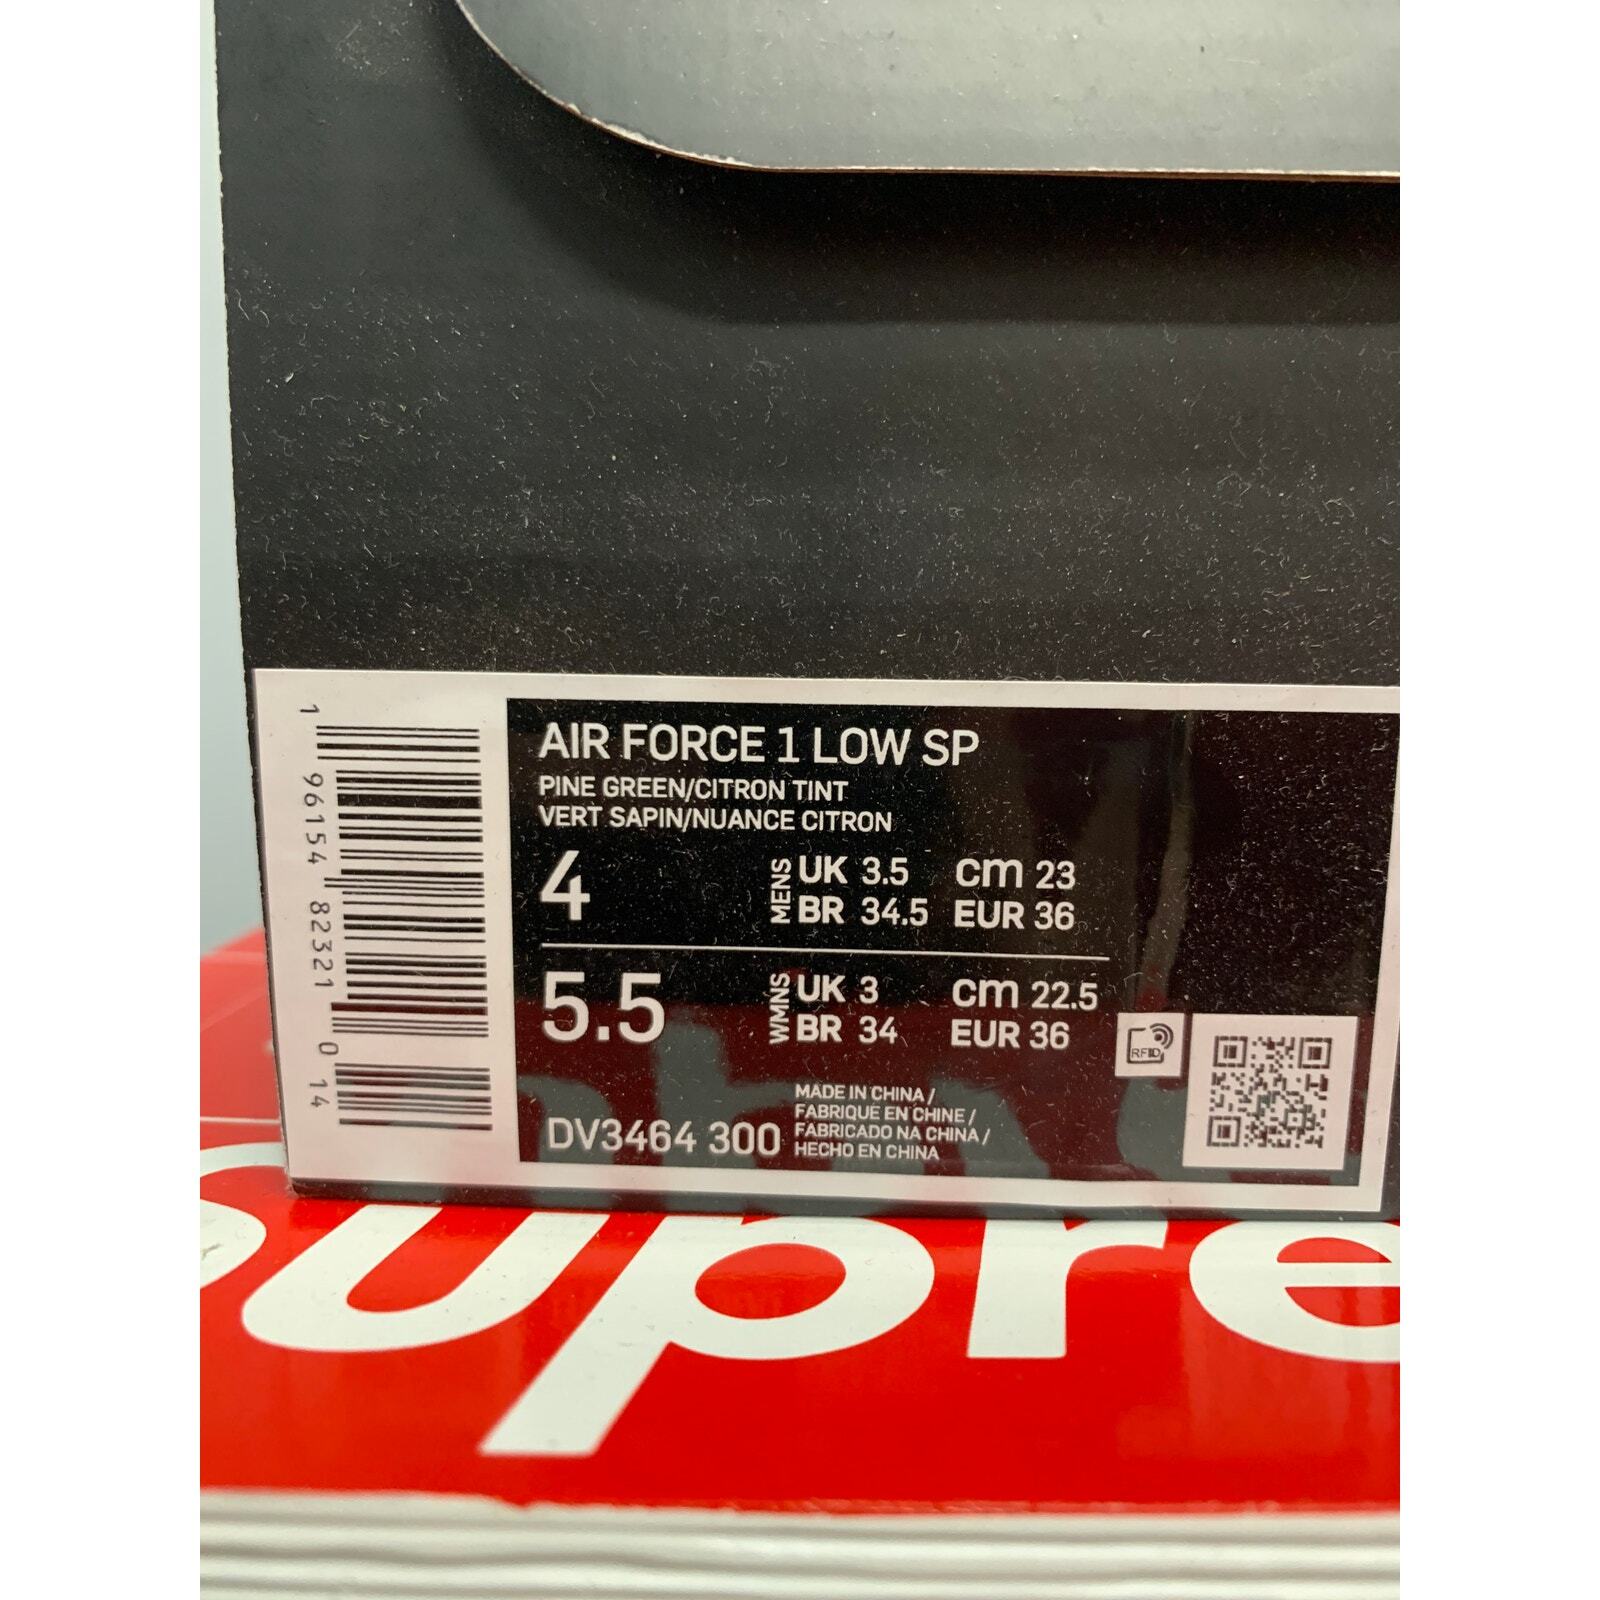 AIR FORCE 1 LOW SP
PINE GREEN/CITRON TINT
VERT SAPIN/NUANCE CITRON
4 MENS UK 3.5 cm 23
BR 34.5 EUR 36
5.5 WMNS UK 3 cm 22.5
BR 34 EUR 36
RFID
DV3464 300
MADE IN CHINA /
FABRIQUÉ EN CHINE /
FABRICADO NA CHINA /
HECHO EN CHINA
1 96154 82321 0 14
Supre